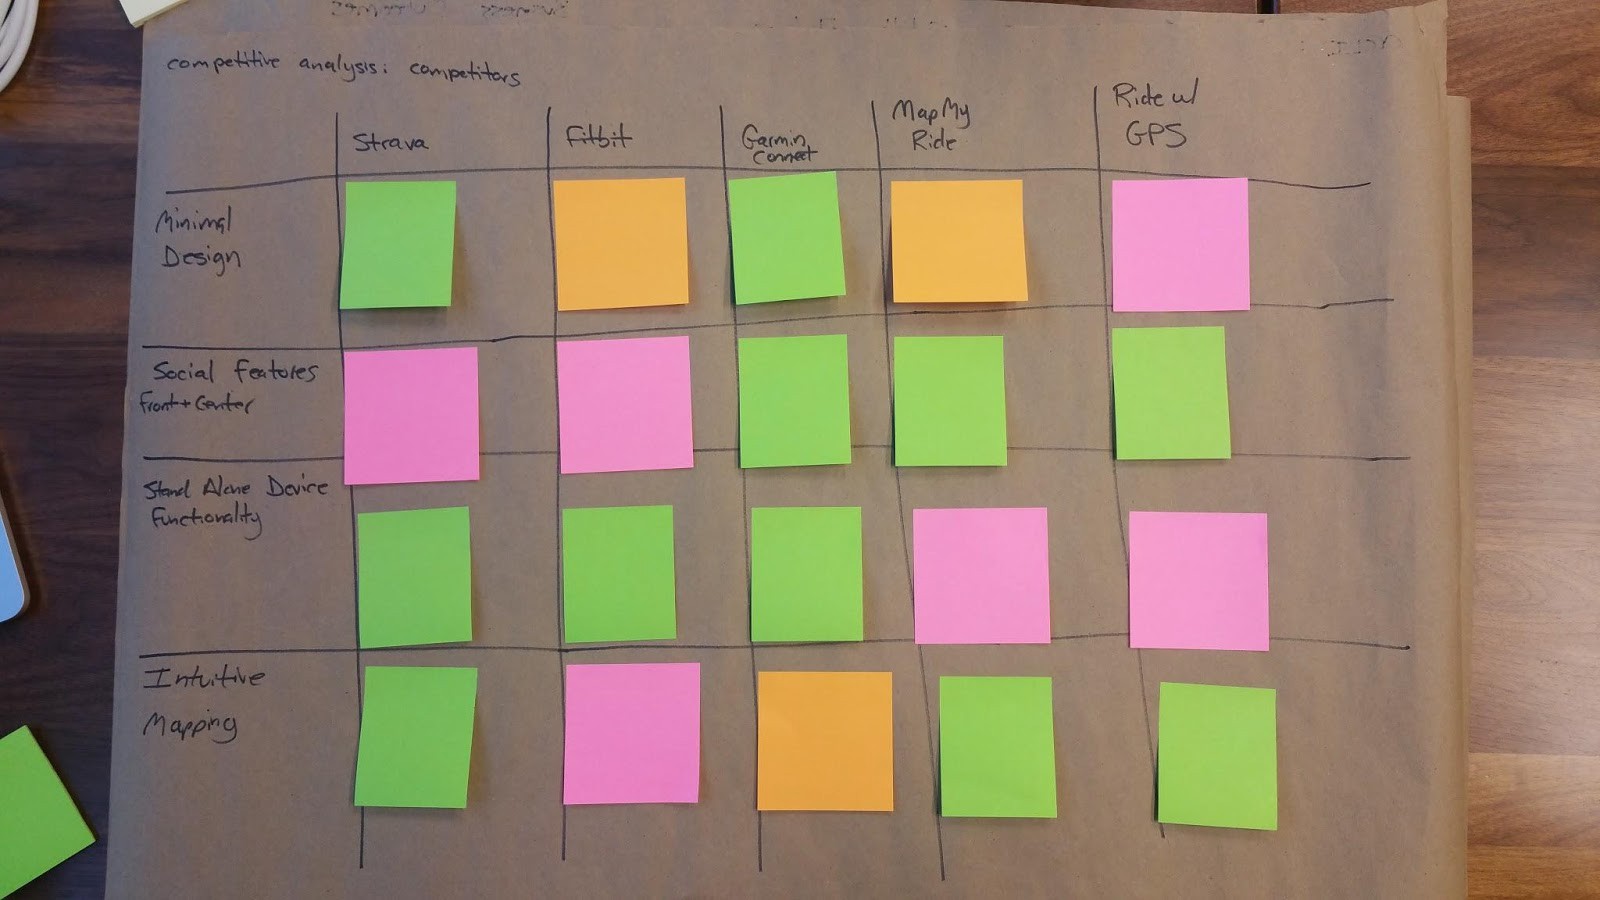 competitive analysis: competitors
Strava
Fitbit
Garmin
Connect
MapMy
Ride
Ride w/
GPS
Minimal
Design
Social Features
Front + Center
Stand Alone Device
Functionality
Intuitive
Mapping